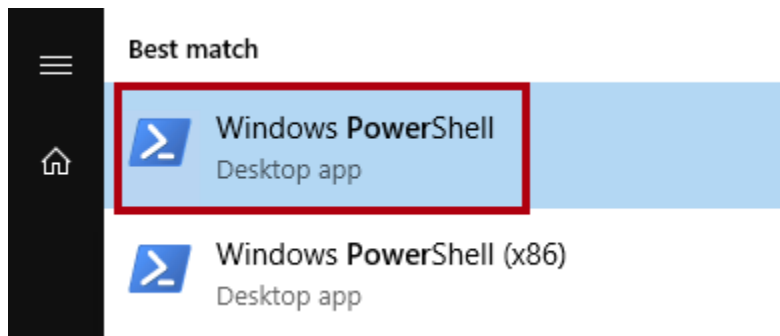 Best match
Windows PowerShell
Desktop app
Windows PowerShell (x86)
Desktop app